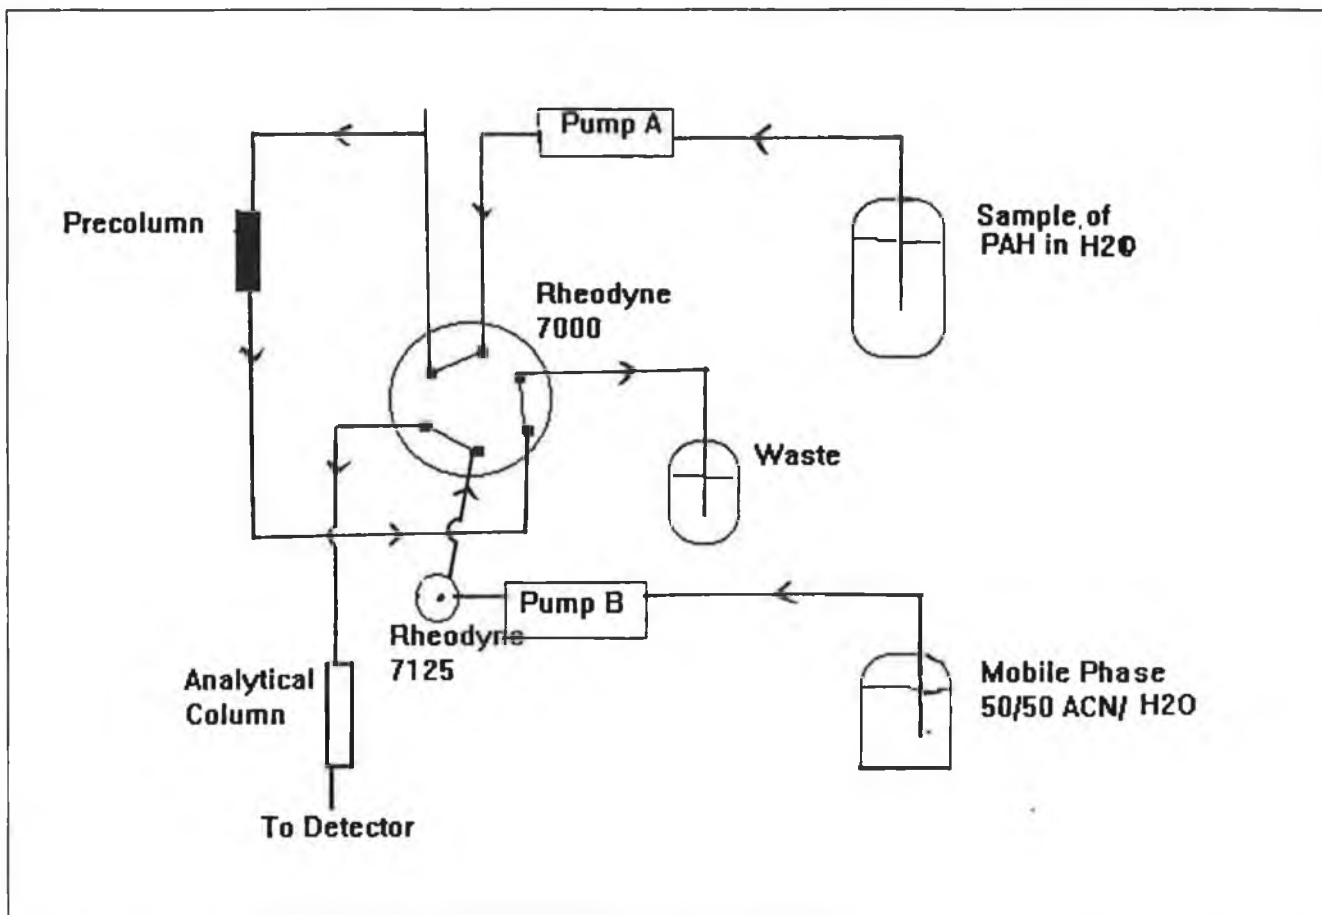 Pump A
Precolumn
Sample of
PAH in H2O
Rheodyne
7000
Waste
Pump B
Rheodyne
7125
Analytical
Column
Mobile Phase
50/50 ACN/ H2O
To Detector